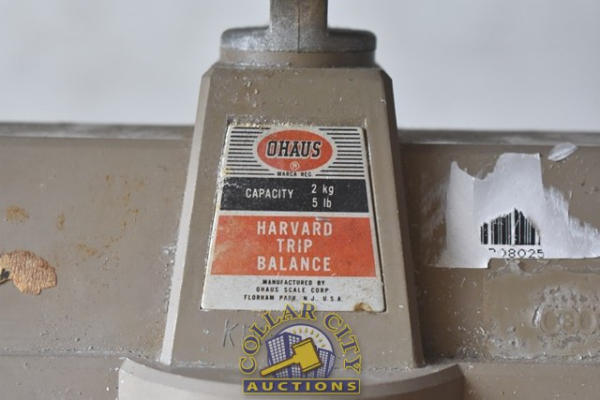 OHAUS
®
MARCA REG.
CAPACITY 2 kg
5 lb
HARVARD
TRIP
BALANCE
MANUFACTURED BY
OHAUS SCALE CORP.
FLORHAM PARK, N.J., U.S.A.
K
708025
COLLAR CITY
AUCTIONS